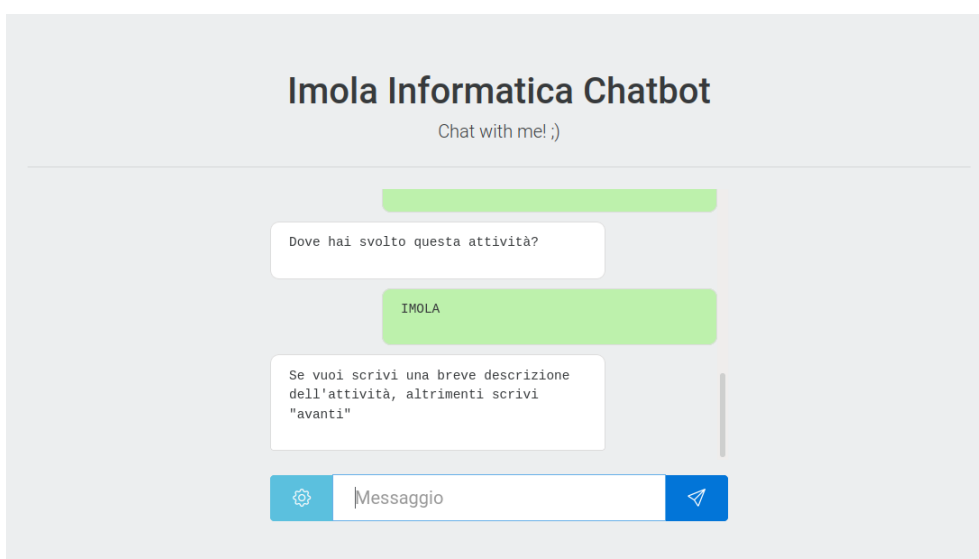 Imola Informatica Chatbot
Chat with me! ;)
Dove hai svolto questa attività?
IMOLA
Se vuoi scrivi una breve descrizione
dell'attività, altrimenti scrivi
"avanti"
Messaggio